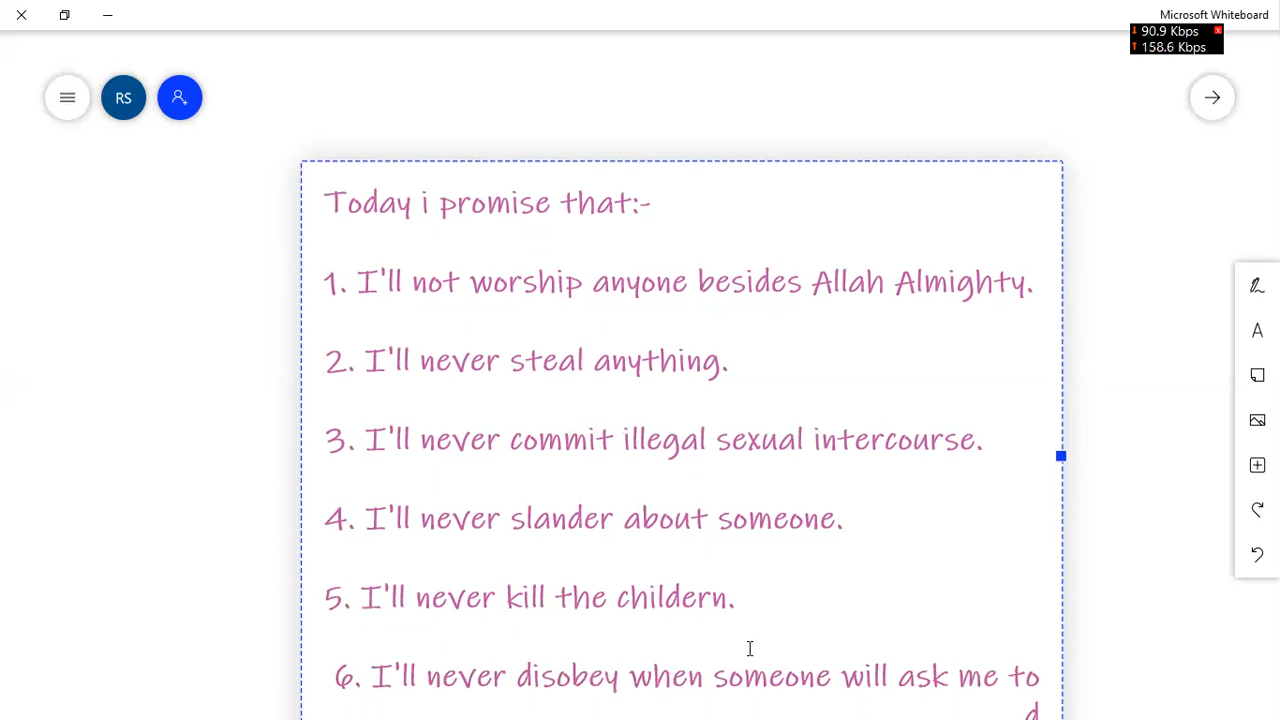 Microsoft Whiteboard
↓ 90.9 Kbps x
↑ 158.6 Kbps
RS
Today i promise that:-
1. I'll not worship anyone besides Allah Almighty.
2. I'll never steal anything.
3. I'll never commit illegal sexual intercourse.
4. I'll never slander about someone.
5. I'll never kill the childern.
6. I'll never disobey when someone will ask me to